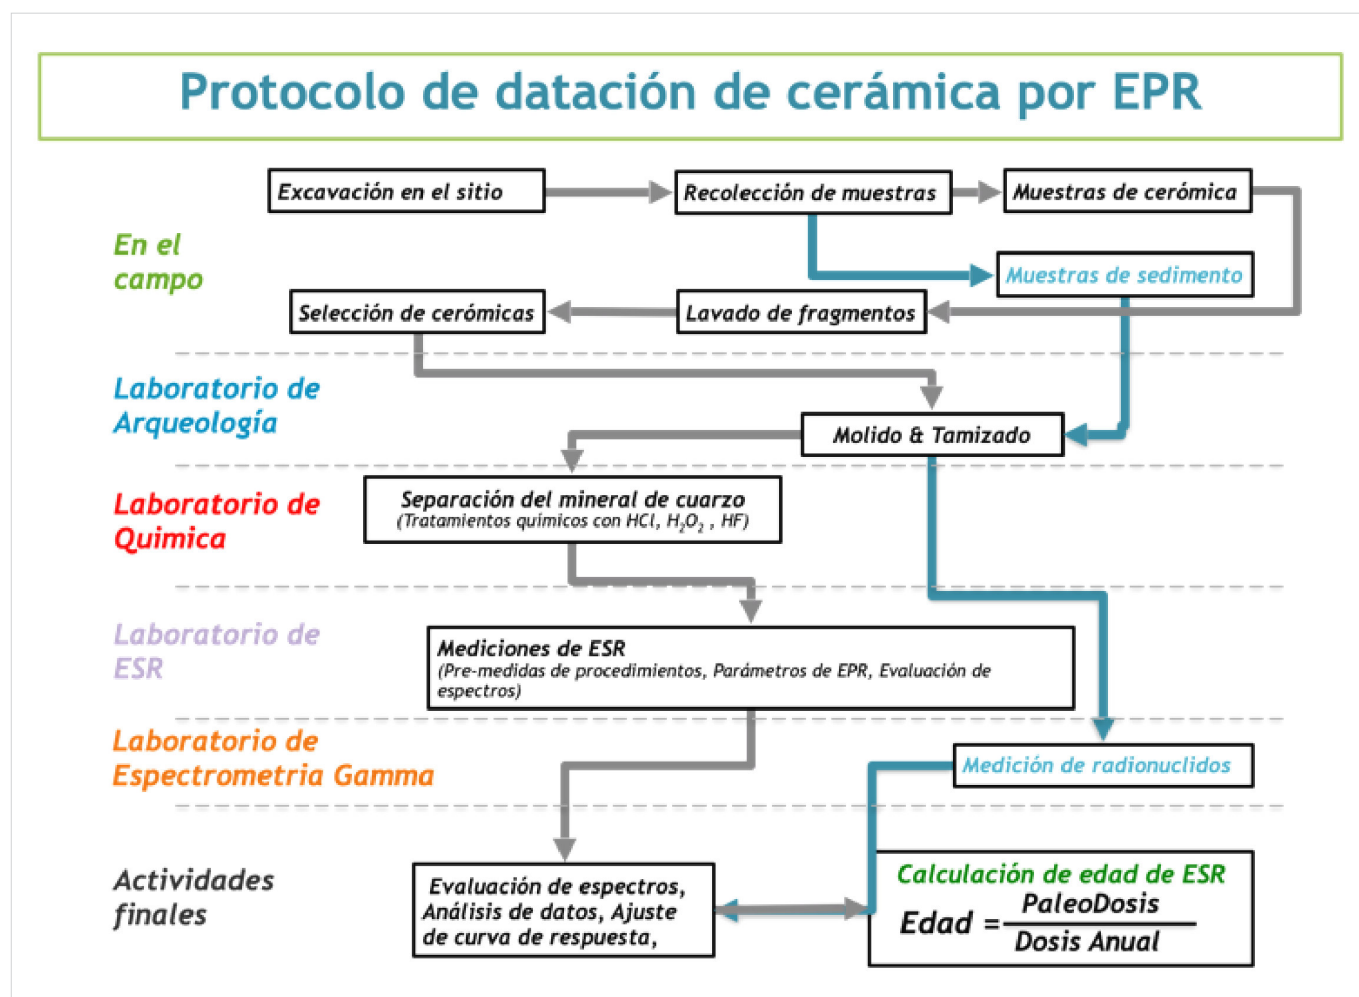 Protocolo de datación de cerámica por EPR
Excavación en el sitio
Recolección de muestras
Muestras de cerómica
En el
campo
Muestras de sedimento
Selección de cerómicas
Lavado de fragmentos
Laboratorio de
Arqueología
Molido & Tamizado
Laboratorio de
Quimica
Separación del mineral de cuarzo
(Tratamientos químicos con HCl, H₂O₂ , HF)
Laboratorio de
ESR
Mediciones de ESR
(Pre-medidas de procedimientos, Parámetros de EPR, Evaluación de
espectros)
Laboratorio de
Espectrometria Gamma
Medición de radionuclidos
Actividades
finales
Evaluación de espectros,
Análisis de datos, Ajuste
de curva de respuesta,
Calculación de edad de ESR
Edad = PaleoDosis
Dosis Anual